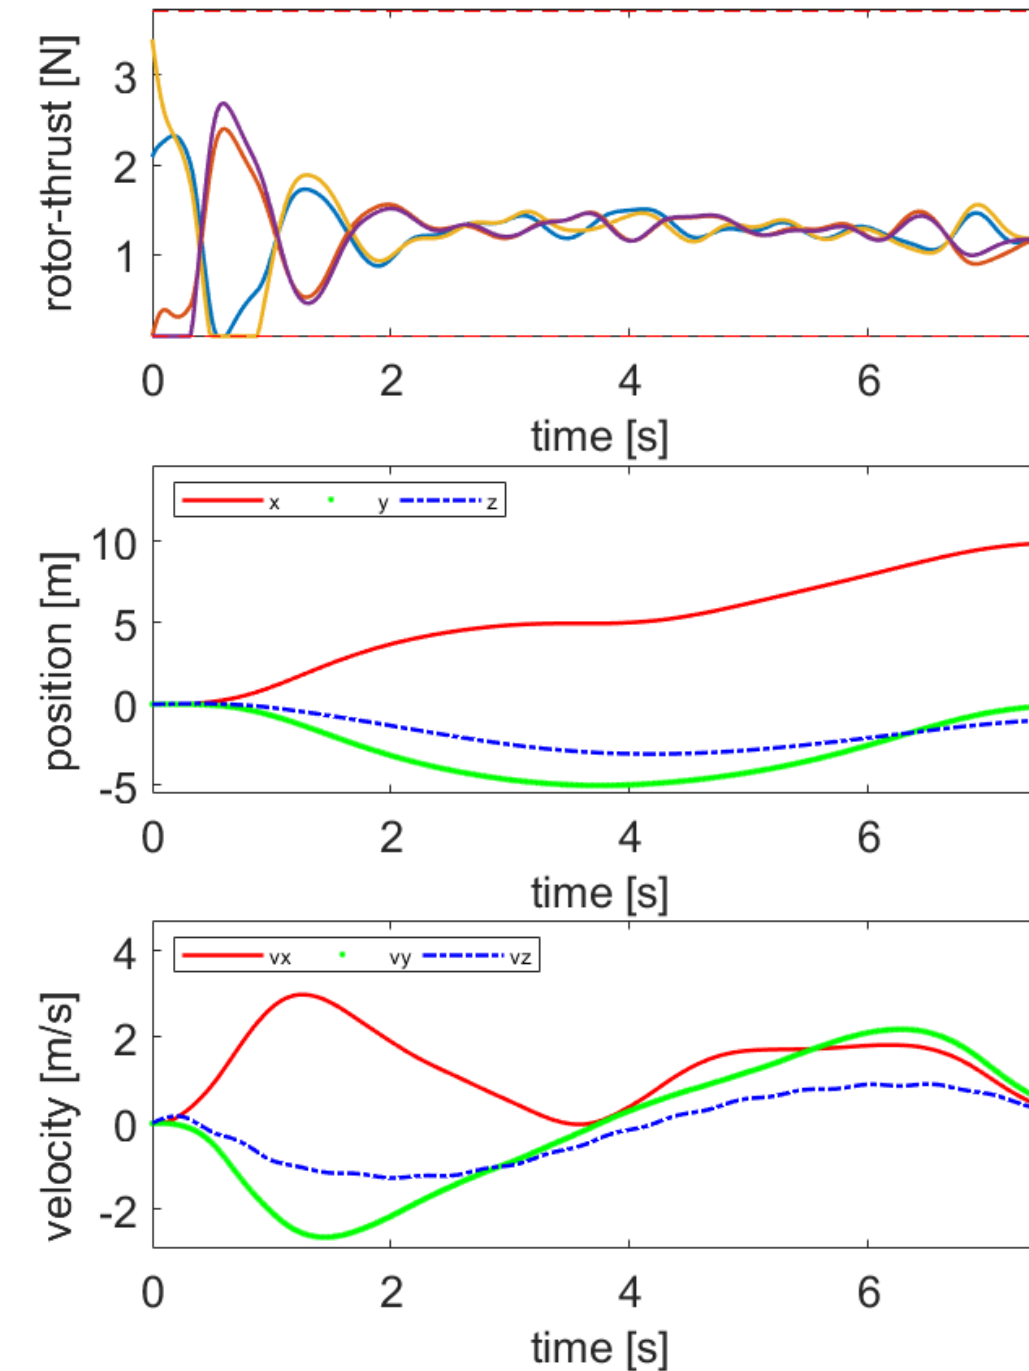 rotor-thrust [N]
3
2
1
0 2 4 6
time [s]
position [m]
x y z
10
5
0
-5
0 2 4 6
time [s]
velocity [m/s]
vx vy vz
4
2
0
-2
0 2 4 6
time [s]